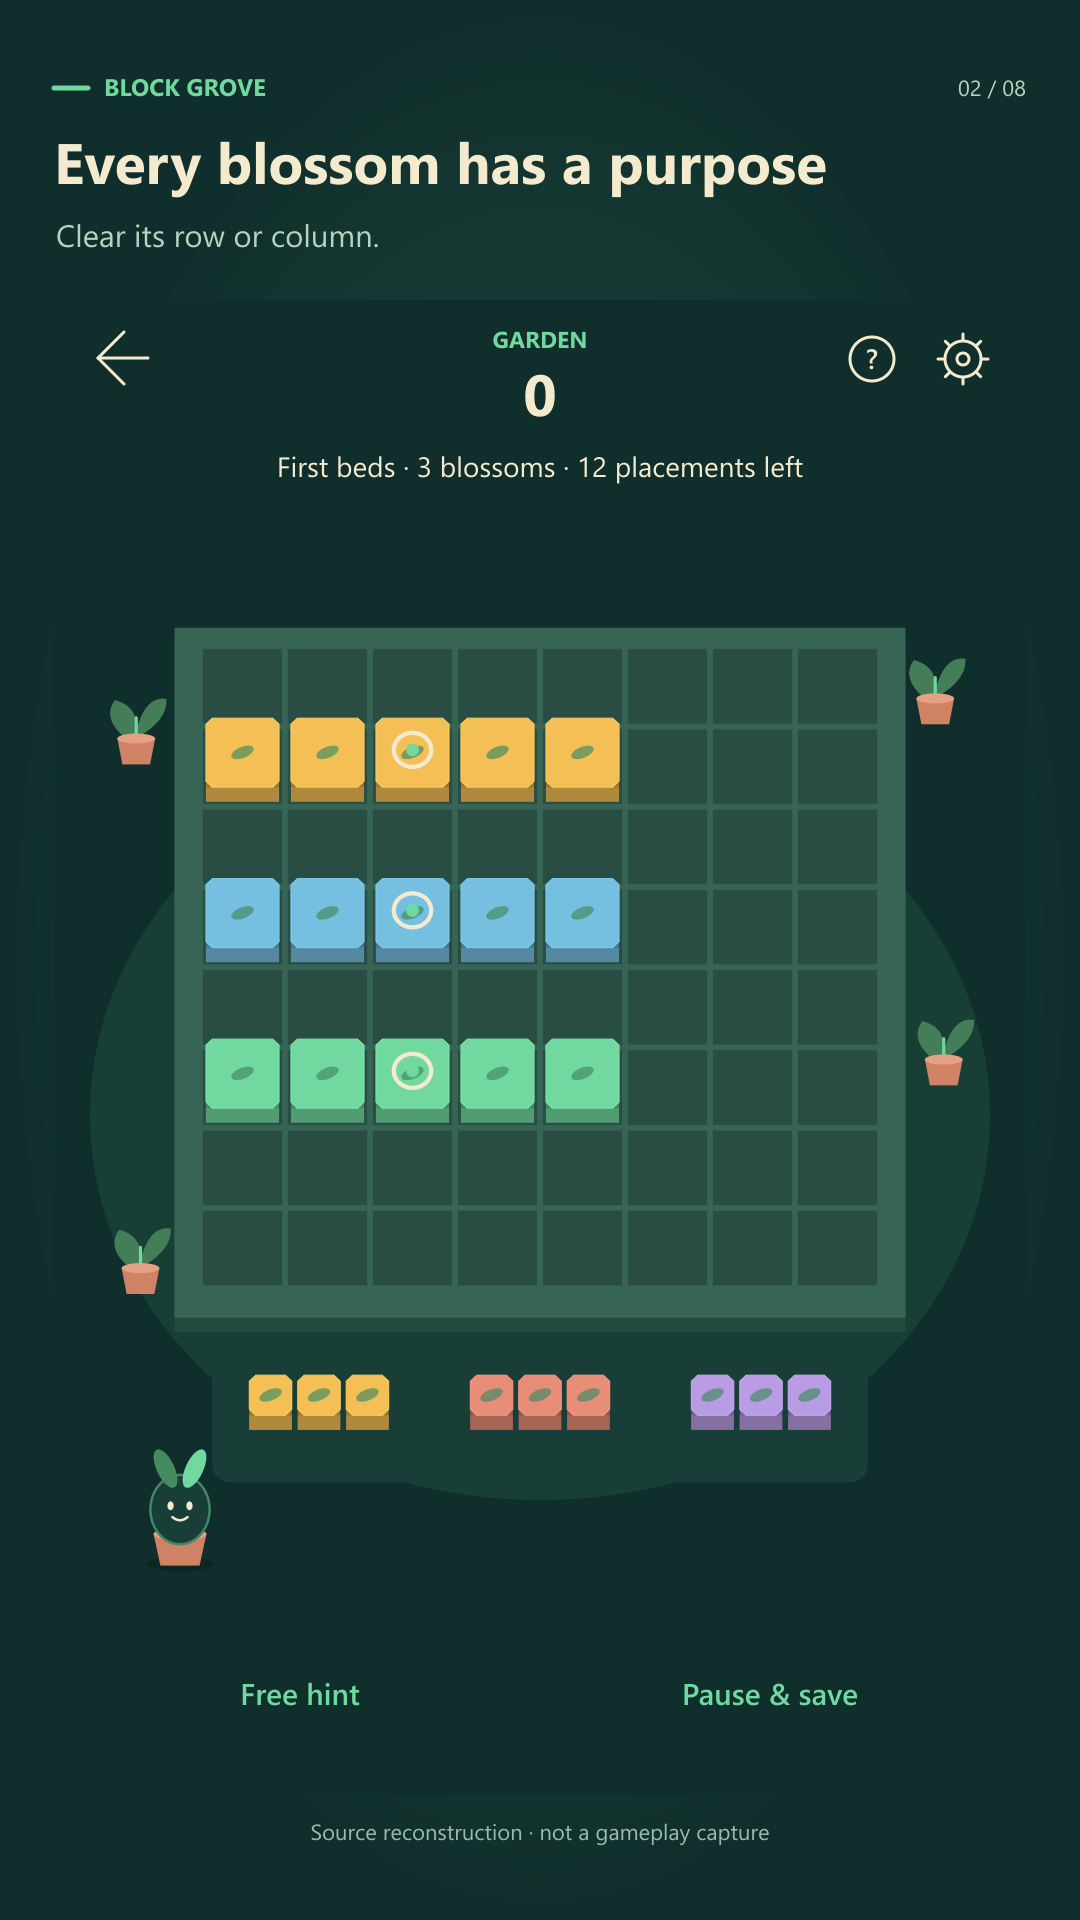 BLOCK GROVE
02 / 08
Every blossom has a purpose
Clear its row or column.
GARDEN
?
0
First beds · 3 blossoms · 12 placements left
Free hint
Pause & save
Source reconstruction · not a gameplay capture